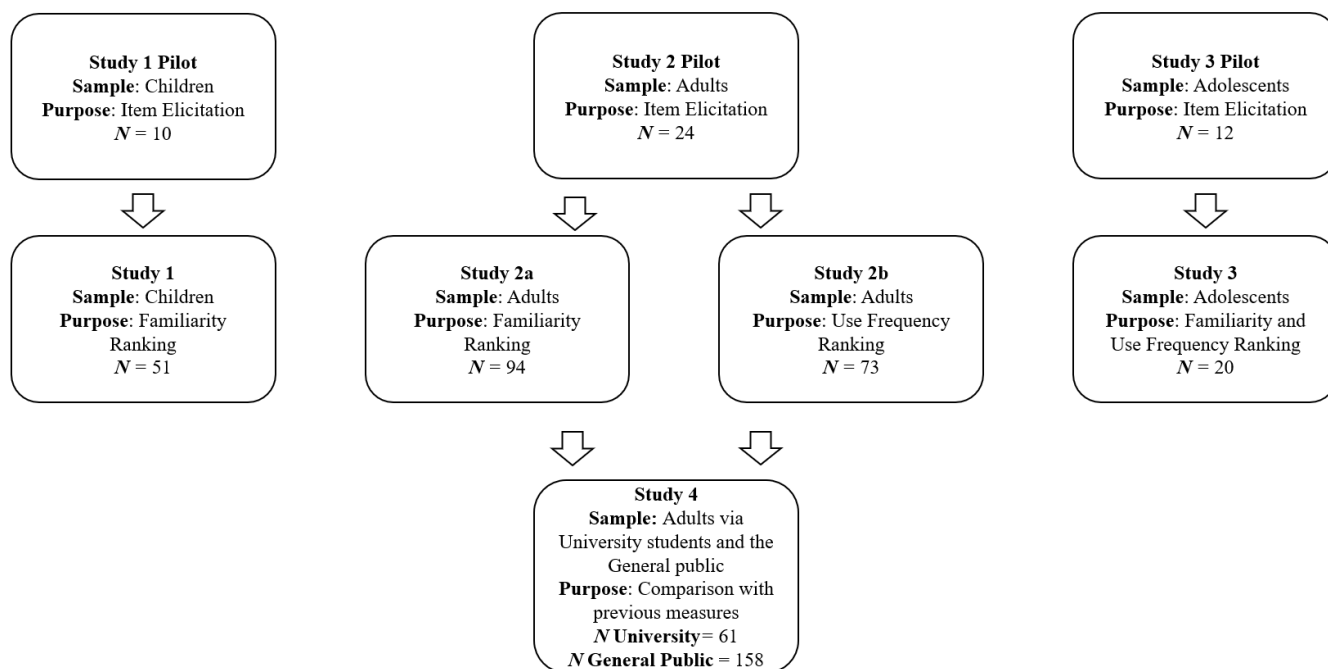 Study 1 Pilot
Sample: Children
Purpose: Item Elicitation
N = 10
Study 2 Pilot
Sample: Adults
Purpose: Item Elicitation
N = 24
Study 3 Pilot
Sample: Adolescents
Purpose: Item Elicitation
N = 12
Study 1
Sample: Children
Purpose: Familiarity
Ranking
N = 51
Study 2a
Sample: Adults
Purpose: Familiarity
Ranking
N = 94
Study 2b
Sample: Adults
Purpose: Use Frequency
Ranking
N = 73
Study 3
Sample: Adolescents
Purpose: Familiarity and
Use Frequency Ranking
N = 20
Study 4
Sample: Adults via
University students and the
General public
Purpose: Comparison with
previous measures
N University= 61
N General Public = 158